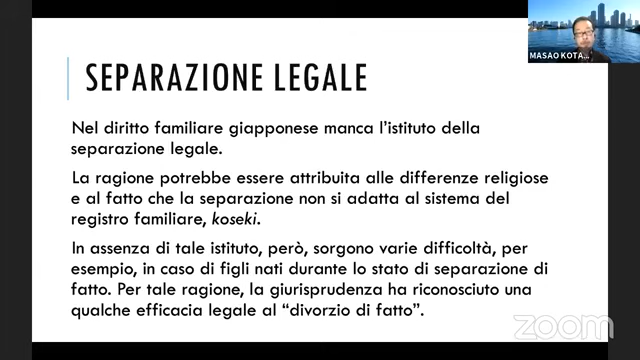 MASAO KOTA...
SEPARAZIONE LEGALE
Nel diritto familiare giapponese manca l'istituto della
separazione legale.
La ragione potrebbe essere attribuita alle differenze religiose
e al fatto che la separazione non si adatta al sistema del
registro familiare, koseki.
In assenza di tale istituto, però, sorgono varie difficoltà, per
esempio, in caso di figli nati durante lo stato di separazione di
fatto. Per tale ragione, la giurisprudenza ha riconosciuto una
qualche efficacia legale al “divorzio di fatto”.
zoom